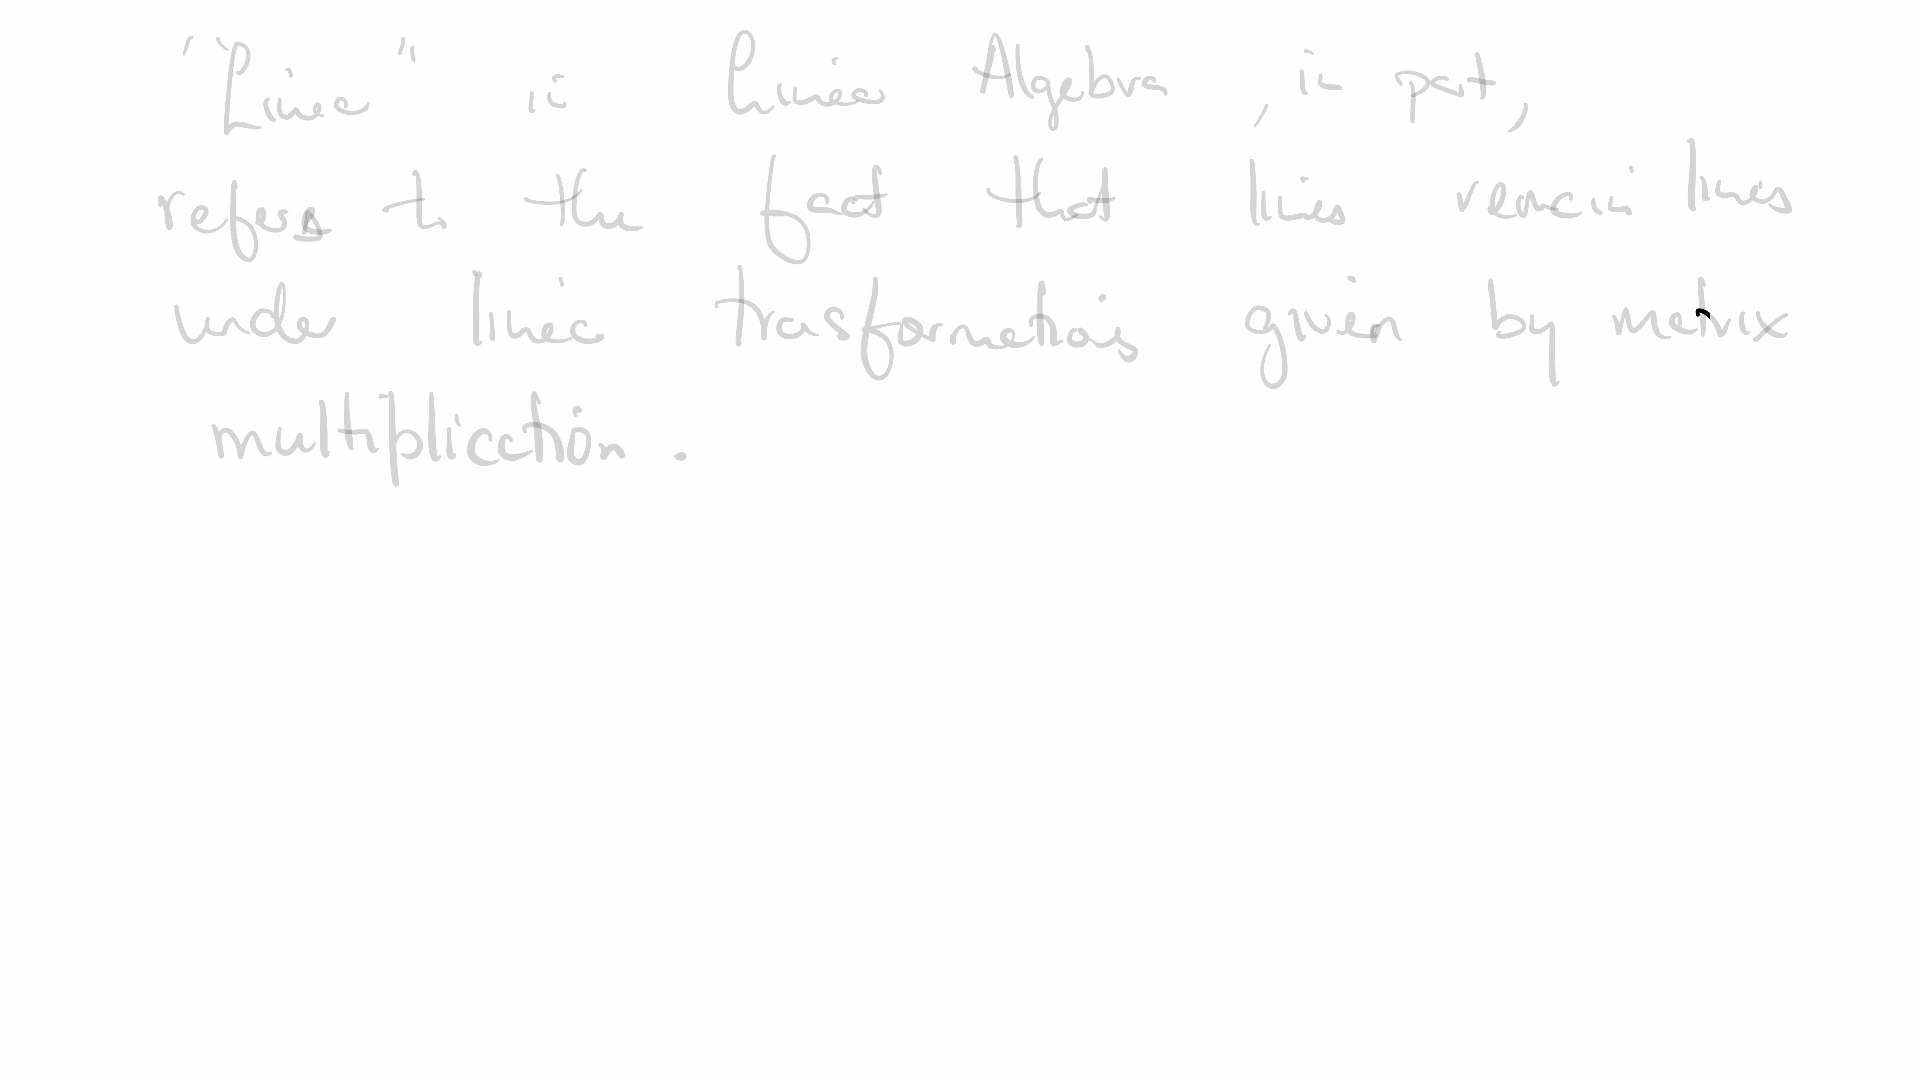 "Linear" in Linear Algebra, in part,
refers to the fact that lines remain lines
under linear transformations given by matrix
multiplication.